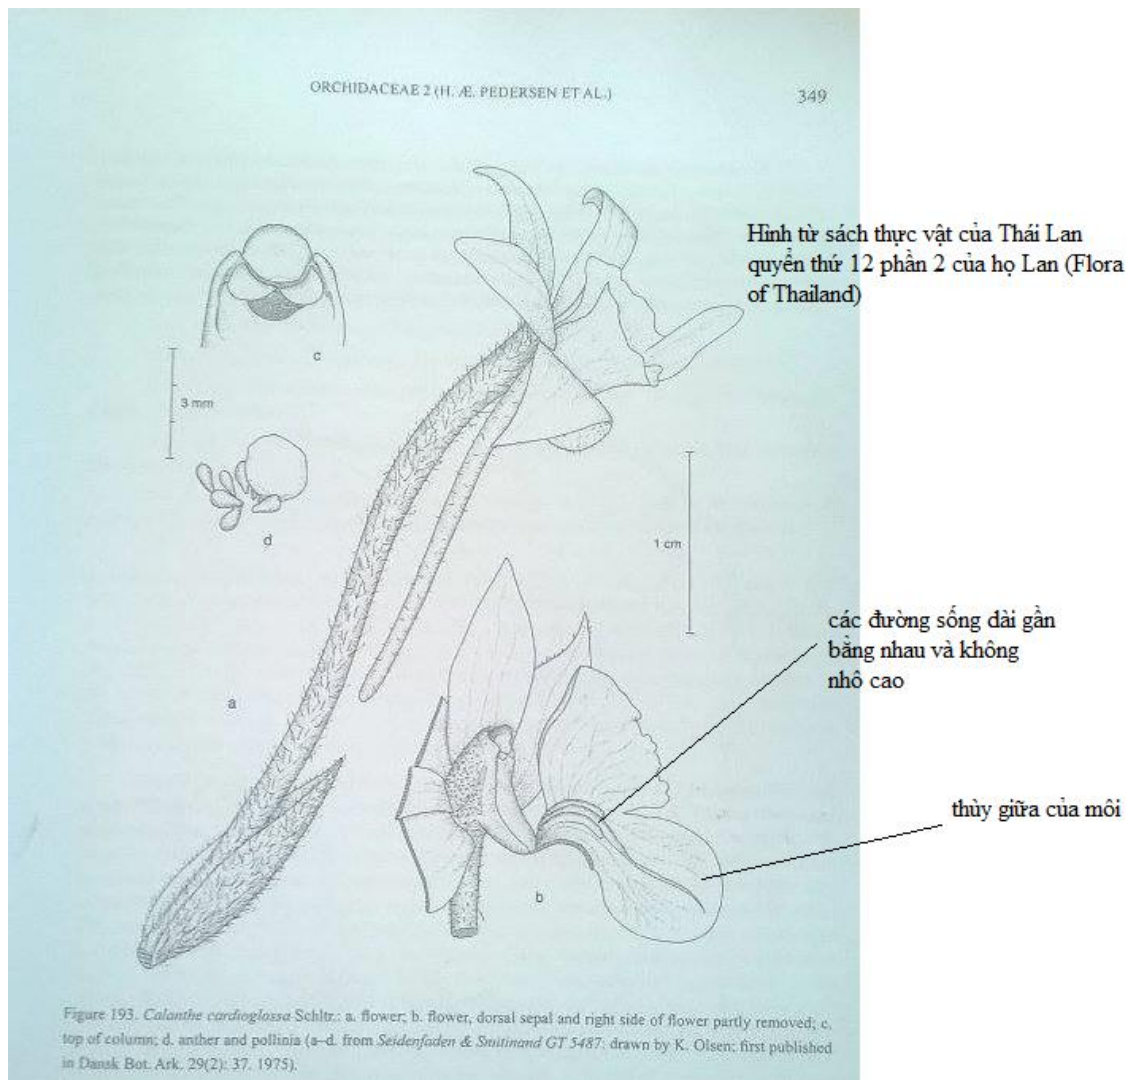 ORCHIDACEAE 2 (H. Æ. PEDERSEN ET AL.)
349
Hình từ sách thực vật của Thái Lan
quyển thứ 12 phần 2 của họ Lan (Flora
of Thailand)
c
3 mm
d
1 cm
các đường sống dài gần
bằng nhau và không
nhô cao
a
thùy giữa của môi
b
Figure 193. Calanthe cardioglossa Schltr.: a. flower; b. flower, dorsal sepal and right side of flower partly removed; c.
top of column; d. anther and pollinia (a–d. from Seidenfaden & Smitinand GT 5487: drawn by K. Olsen; first published
in Dansk Bot. Ark. 29(2): 37. 1975).